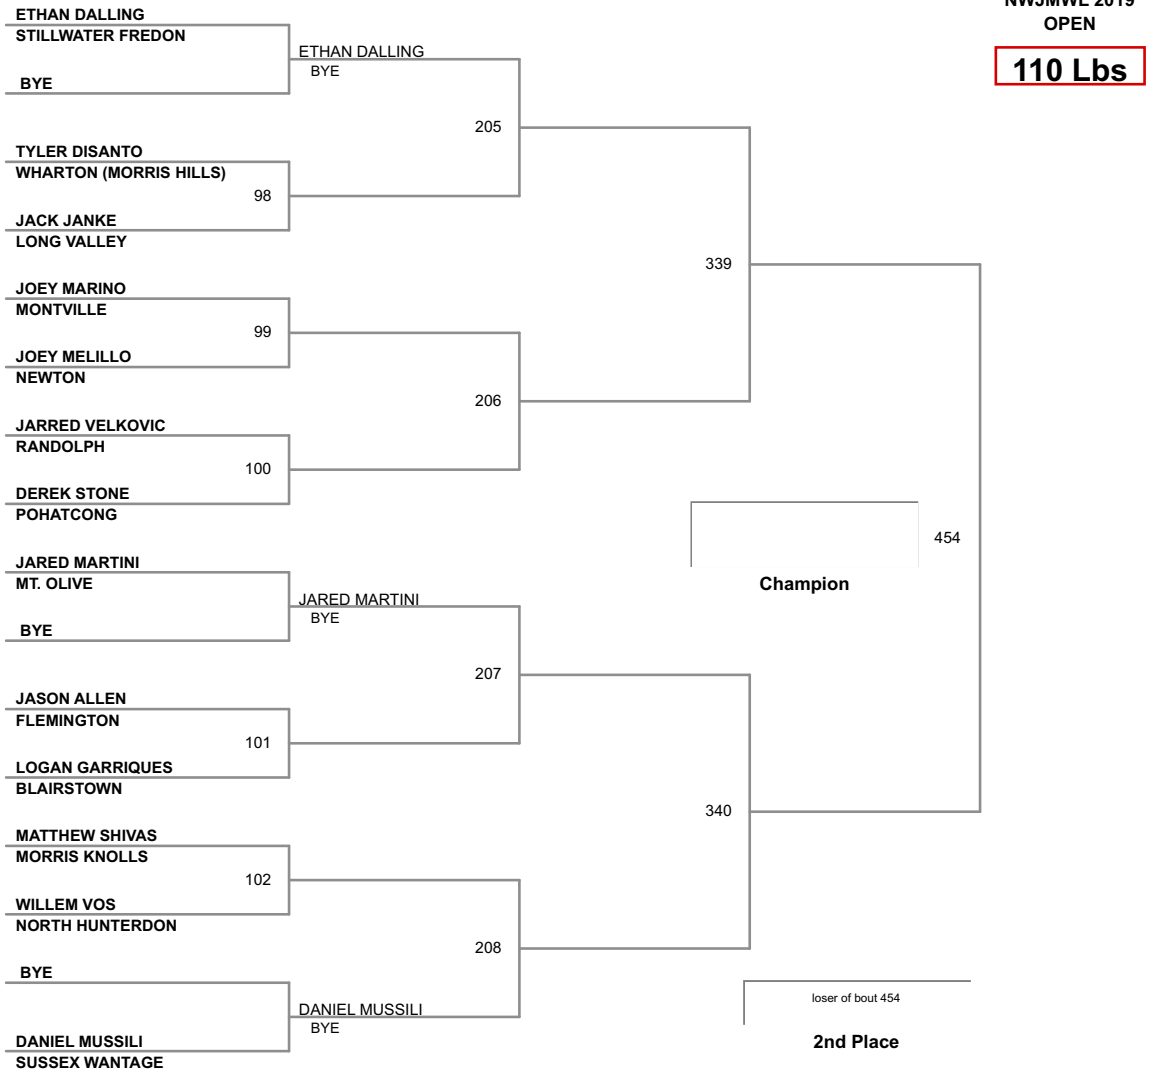 NWJMWL 2019
OPEN
110 Lbs
ETHAN DALLING
STILLWATER FREDON
ETHAN DALLING
BYE
BYE
205
TYLER DISANTO
WHARTON (MORRIS HILLS)
98
JACK JANKE
LONG VALLEY
339
JOEY MARINO
MONTVILLE
99
JOEY MELILLO
NEWTON
206
JARRED VELKOVIC
RANDOLPH
100
DEREK STONE
POHATCONG
454
Champion
JARED MARTINI
MT. OLIVE
JARED MARTINI
BYE
BYE
207
JASON ALLEN
FLEMINGTON
101
LOGAN GARRIQUES
BLAIRSTOWN
340
MATTHEW SHIVAS
MORRIS KNOLLS
102
WILLEM VOS
NORTH HUNTERDON
208
BYE
DANIEL MUSSILI
BYE
DANIEL MUSSILI
SUSSEX WANTAGE
loser of bout 454
2nd Place